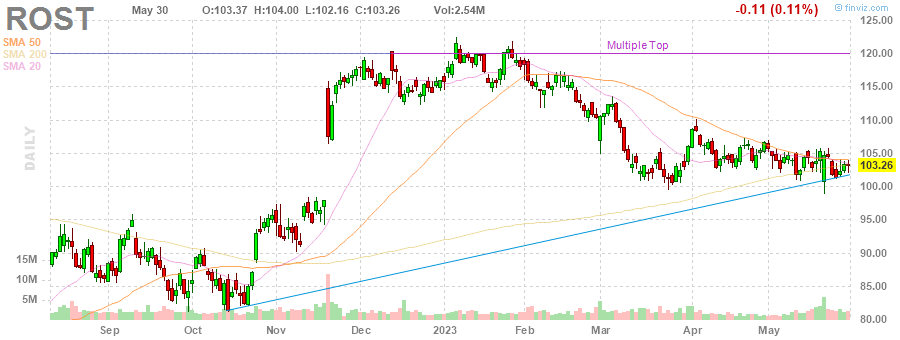 ROST
May 30 O:103.37 H:104.00 L:102.16 C:103.26 Vol:2.54M -0.11 (0.11%) © finviz.com
SMA 50
SMA 200
SMA 20
Multiple Top
DAILY
125.00
120.00
115.00
110.00
105.00
103.26
100.00
95.00
90.00
85.00
80.00
15M
10M
5M
Sep Oct Nov Dec 2023 Feb Mar Apr May